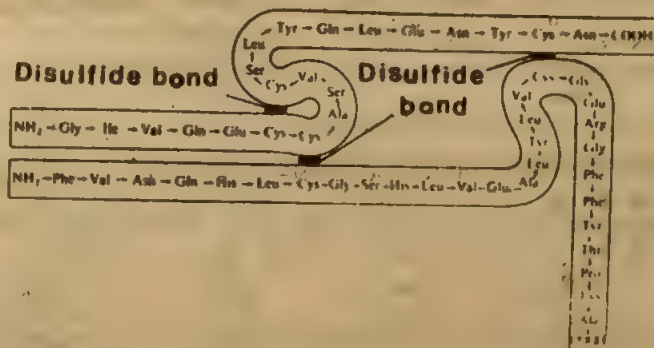 Tyr → Gln → Leu → Glu → Asn → Tyr → Cys → Asn → COOH
Leu
Ser
Cys
Val
Ser
Ala
Disulfide bond
Disulfide
bond
NH₂ → Gly → Ile → Val → Gln → Glu → Cys → Cys
NH₂ → Phe → Val → Asn → Gln → His → Leu → Cys – Gly – Ser – His – Leu – Val – Glu
Ala
Leu
Tyr
Leu
Val
Cys
Gly
Glu
Arg
Gly
Phe
Phe
Tyr
Thr
Pro
Ala